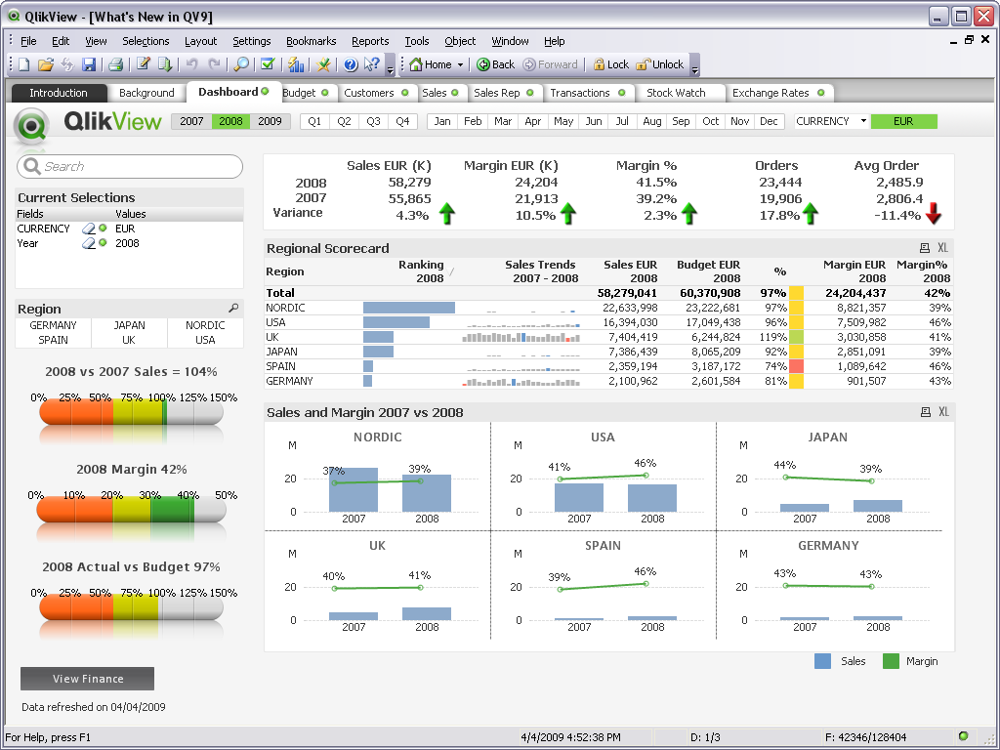 QlikView - [What's New in QV9]
File Edit View Selections Layout Settings Bookmarks Reports Tools Object Window Help
Home Back Forward Lock Unlock
Introduction Background Dashboard Budget Customers Sales Sales Rep Transactions Stock Watch Exchange Rates
QlikView 2007 2008 2009 Q1 Q2 Q3 Q4 Jan Feb Mar Apr May Jun Jul Aug Sep Oct Nov Dec CURRENCY EUR
Search
Current Selections
Fields Values
CURRENCY EUR
Year 2008
Region
GERMANY JAPAN NORDIC
SPAIN UK USA
2008 vs 2007 Sales = 104%
0% 25% 50% 75% 100% 125% 150%
2008 Margin 42%
0% 10% 20% 30% 40% 50%
2008 Actual vs Budget 97%
0% 25% 50% 75% 100% 125% 150%
View Finance
Data refreshed on 04/04/2009
Sales EUR (K) Margin EUR (K) Margin % Orders Avg Order
2008 58,279 24,204 41.5% 23,444 2,485.9
2007 55,865 21,913 39.2% 19,906 2,806.4
Variance 4.3% 10.5% 2.3% 17.8% -11.4%
Regional Scorecard XL
Region Ranking 2008 / Sales Trends 2007 - 2008 Sales EUR 2008 Budget EUR 2008 % Margin EUR 2008 Margin% 2008
Total 58,279,041 60,370,908 97% 24,204,437 42%
NORDIC 22,633,998 23,222,681 97% 8,821,357 39%
USA 16,394,030 17,049,438 96% 7,509,982 46%
UK 7,404,419 6,244,824 119% 3,030,858 41%
JAPAN 7,386,439 8,065,209 92% 2,851,091 39%
SPAIN 2,359,194 3,187,172 74% 1,089,642 46%
GERMANY 2,100,962 2,601,584 81% 901,507 43%
Sales and Margin 2007 vs 2008 XL
NORDIC USA JAPAN
M M M
37% 39% 41% 46% 44% 39%
20 20 20
0 0 0
2007 2008 2007 2008 2007 2008
UK SPAIN GERMANY
M M M
40% 41% 39% 46% 43% 43%
20 20 20
0 0 0
2007 2008 2007 2008 2007 2008
Sales Margin
For Help, press F1 4/4/2009 4:52:38 PM D: 1/3 F: 42346/128404